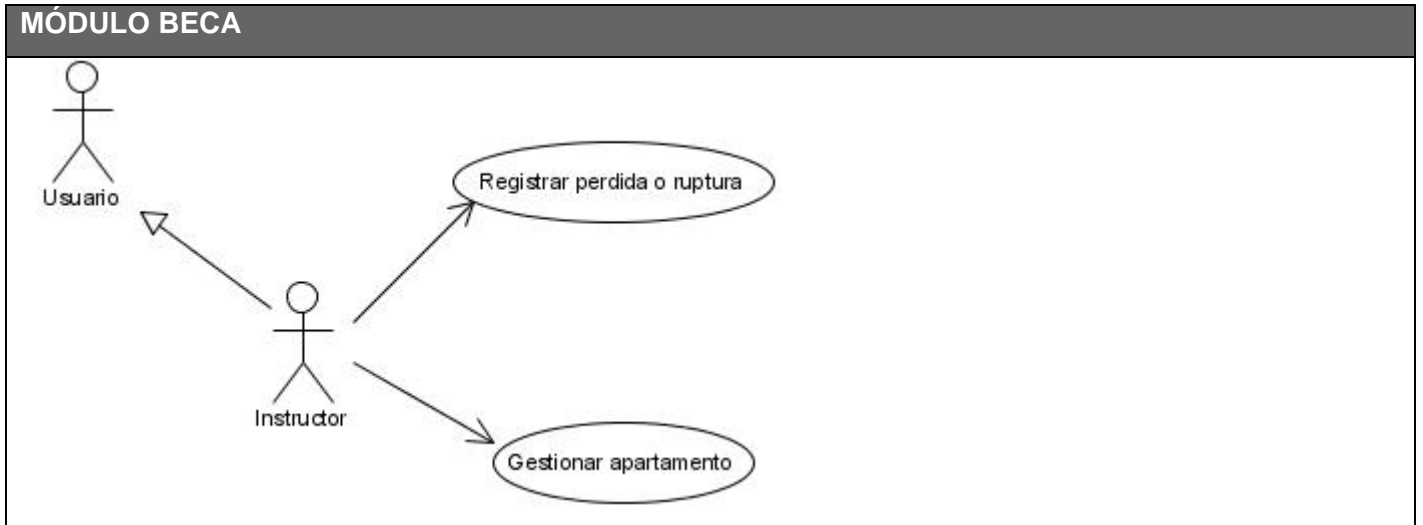 MÓDULO BECA
Registrar perdida o ruptura
Usuario
Instructor
Gestionar apartamento